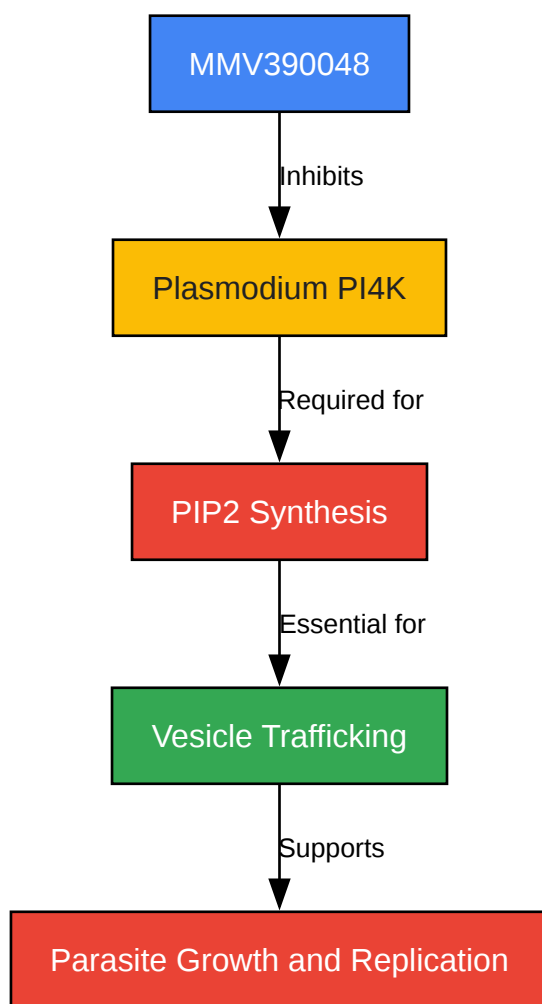 MMV390048
Inhibits
Plasmodium PI4K
Required for
PIP2 Synthesis
Essential for
Vesicle Trafficking
Supports
Parasite Growth and Replication